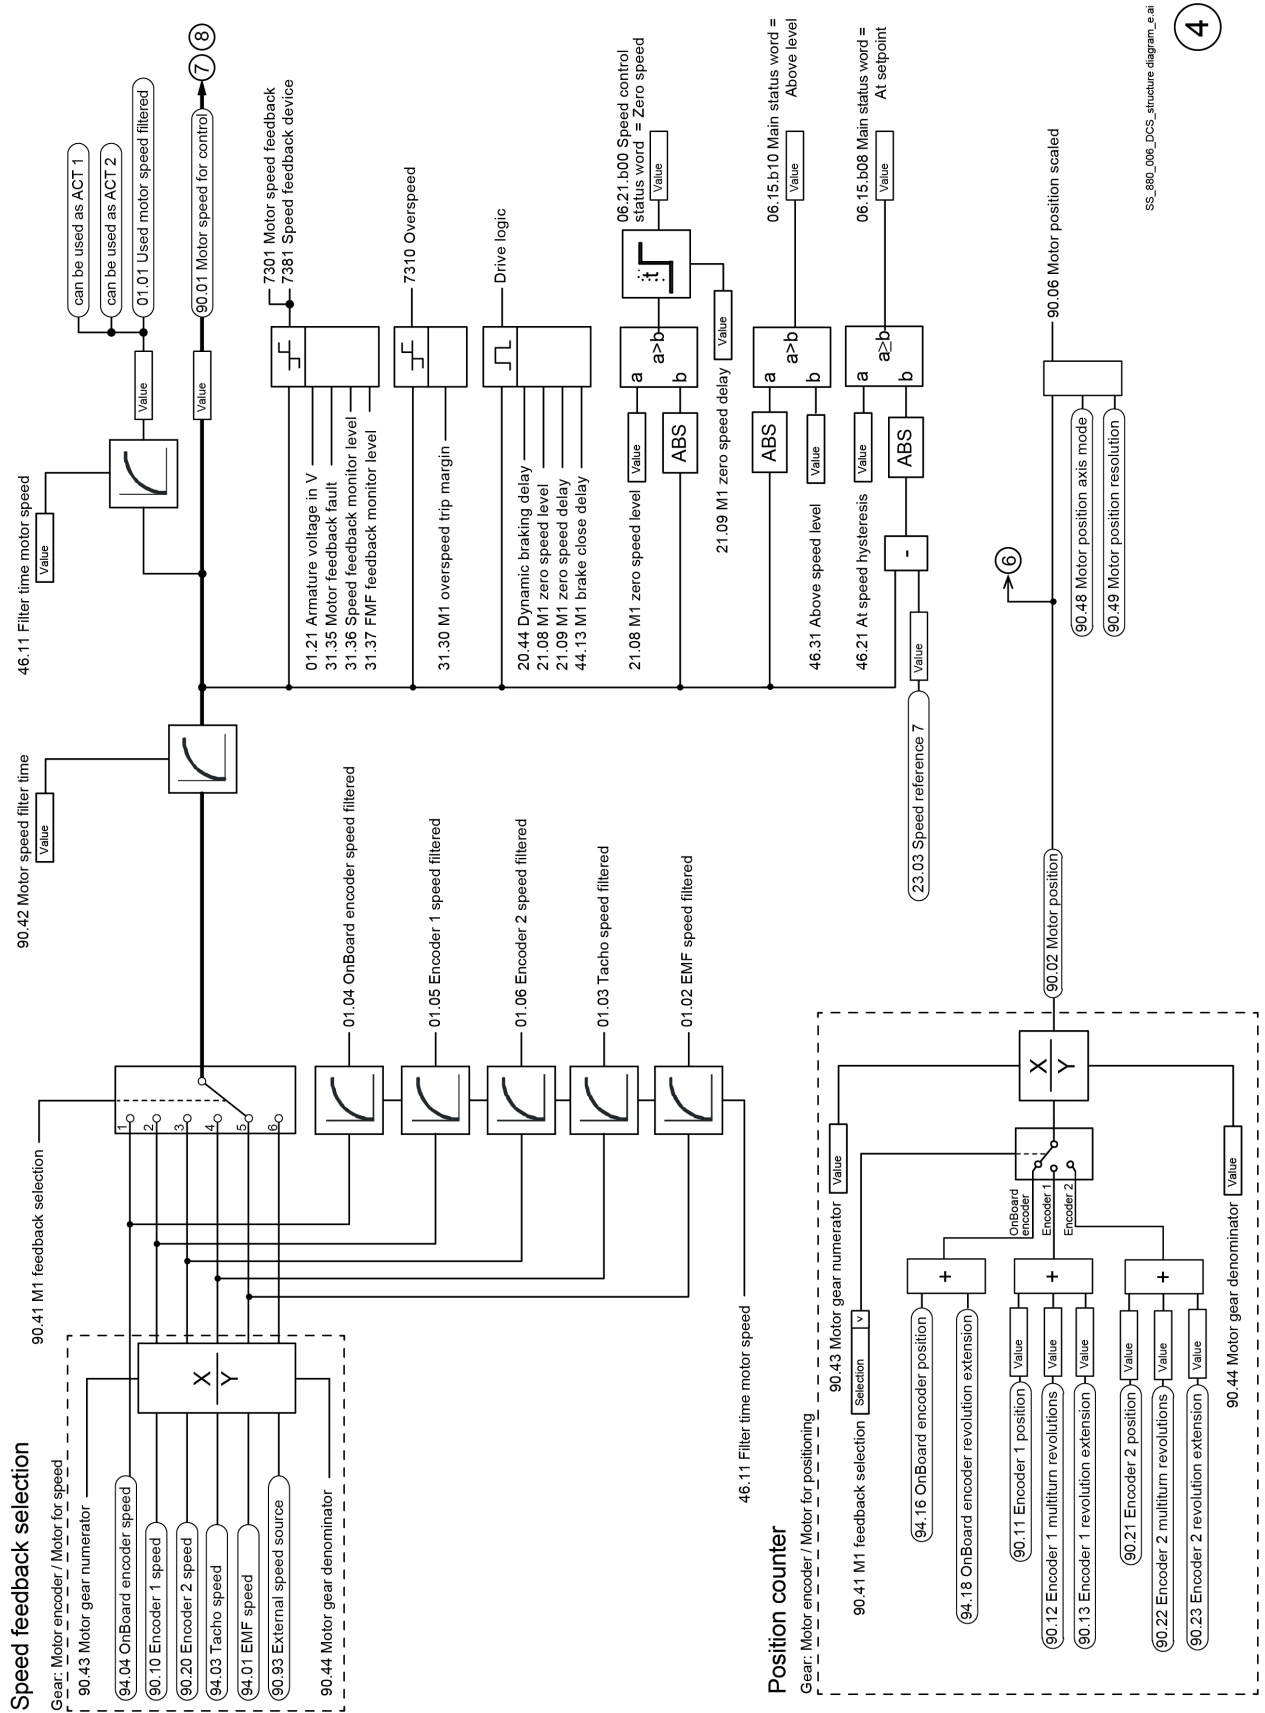 Speed feedback selection
Gear: Motor encoder / Motor for speed
90.43 Motor gear numerator
94.04 OnBoard encoder speed
90.10 Encoder 1 speed
90.20 Encoder 2 speed
94.03 Tacho speed
94.01 EMF speed
90.93 External speed source
90.44 Motor gear denominator
X
Y
90.41 M1 feedback selection
1
2
3
4
5
6
46.11 Filter time motor speed
01.04 OnBoard encoder speed filtered
01.05 Encoder 1 speed filtered
01.06 Encoder 2 speed filtered
01.03 Tacho speed filtered
01.02 EMF speed filtered
90.42 Motor speed filter time
Value
46.11 Filter time motor speed
Value
Value
Value
can be used as ACT 1
can be used as ACT 2
01.01 Used motor speed filtered
90.01 Motor speed for control
7
8
01.21 Armature voltage in V
31.35 Motor feedback fault
31.36 Speed feedback monitor level
31.37 FMF feedback monitor level
7301 Motor speed feedback
7381 Speed feedback device
31.30 M1 overspeed trip margin
7310 Overspeed
20.44 Dynamic braking delay
21.08 M1 zero speed level
21.09 M1 zero speed delay
44.13 M1 brake close delay
Drive logic
21.08 M1 zero speed level
Value
ABS
a
b
a>b
t
21.09 M1 zero speed delay
Value
06.21.b00 Speed control
status word = Zero speed
Value
ABS
46.31 Above speed level
Value
a
b
a>b
Value
06.15.b10 Main status word =
Above level
46.21 At speed hysteresis
Value
-
ABS
a
b
a≥b
Value
06.15.b08 Main status word =
At setpoint
23.03 Speed reference 7
Value
Position counter
Gear: Motor encoder / Motor for positioning
90.43 Motor gear numerator
Value
90.41 M1 feedback selection
Selection
v
94.16 OnBoard encoder position
94.18 OnBoard encoder revolution extension
+
90.11 Encoder 1 position
Value
90.12 Encoder 1 multiturn revolutions
Value
90.13 Encoder 1 revolution extension
Value
+
90.21 Encoder 2 position
Value
90.22 Encoder 2 multiturn revolutions
Value
90.23 Encoder 2 revolution extension
Value
+
OnBoard
encoder
Encoder 1
Encoder 2
90.44 Motor gear denominator
Value
X
Y
90.02 Motor position
6
90.48 Motor position axis mode
90.49 Motor position resolution
90.06 Motor position scaled
SS_880_006_DCS_structure diagram_e.ai
4